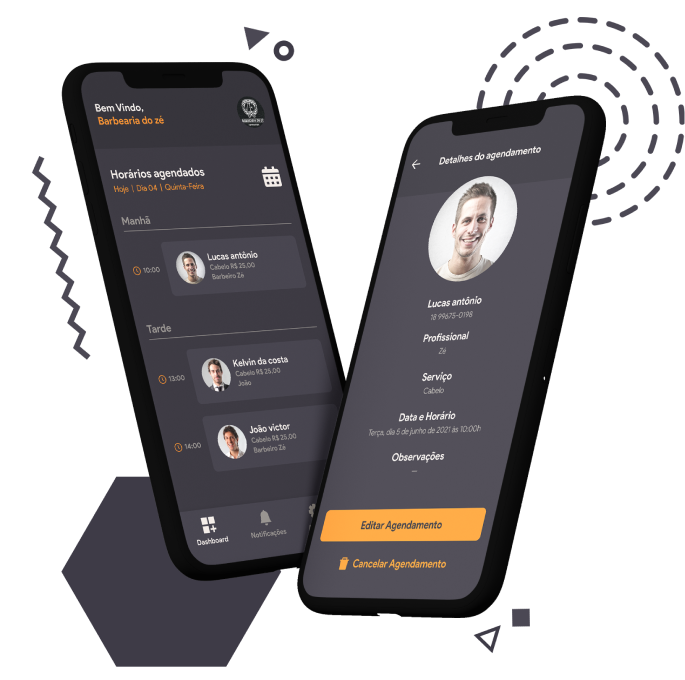 Bem Vindo,
Barbearia do zé
Horários agendados
Hoje | Dia 04 | Quinta-Feira
Manhã
10:00
Lucas antônio
Cabelo R$ 25,00
Barbeiro Zé
Tarde
13:00
Kelvin da costa
Cabelo R$ 25,00
João
14:00
João victor
Cabelo R$ 25,00
Barbeiro Zé
Dashboard
Notificações
Detalhes do agendamento
Lucas antônio
18 99675-0198
Profissional
Zé
Serviço
Cabelo
Data e Horário
Terça, dia 5 de junho de 2021 às 10:00h
Observações
--
Editar Agendamento
Cancelar Agendamento